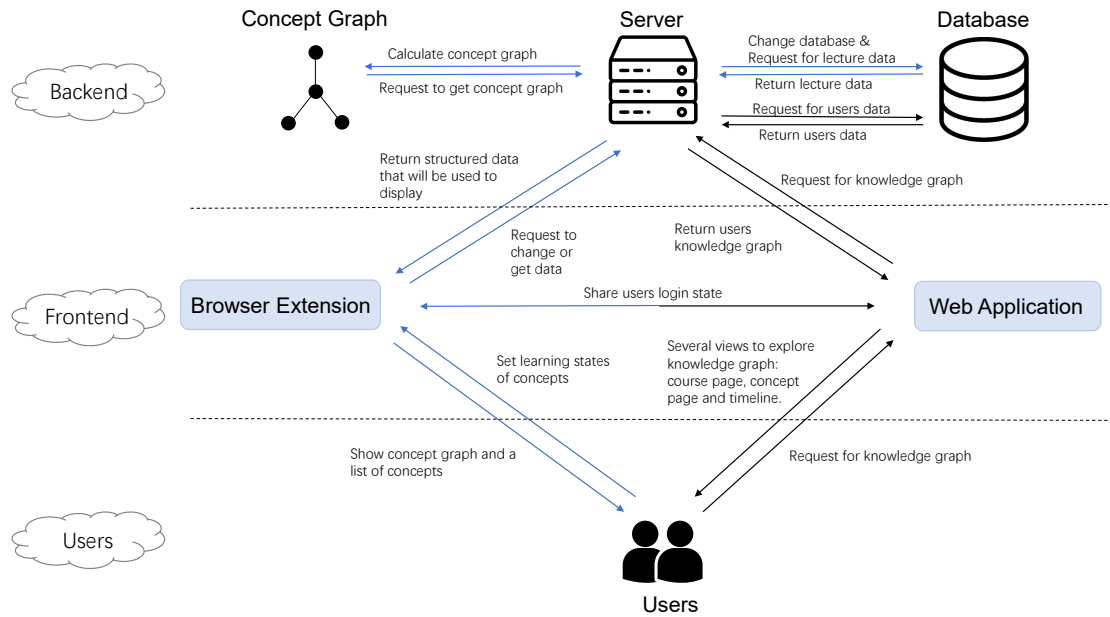 Concept Graph
Server
Database
Calculate concept graph
Request to get concept graph
Change database &
Request for lecture data
Return lecture data
Request for users data
Return users data
Backend
Return structured data
that will be used to
display
Request for knowledge graph
Request to
change or
get data
Return users
knowledge graph
Frontend
Browser Extension
Share users login state
Web Application
Set learning states
of concepts
Several views to explore
knowledge graph:
course page, concept
page and timeline.
Show concept graph and a
list of concepts
Request for knowledge graph
Users
Users